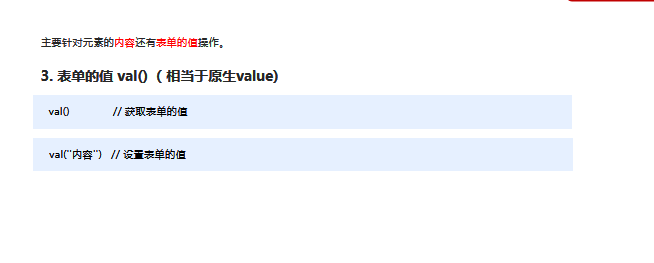 主要针对元素的内容还有表单的值操作。
3. 表单的值 val() （ 相当于原生value)
val() // 获取表单的值
val("内容") // 设置表单的值